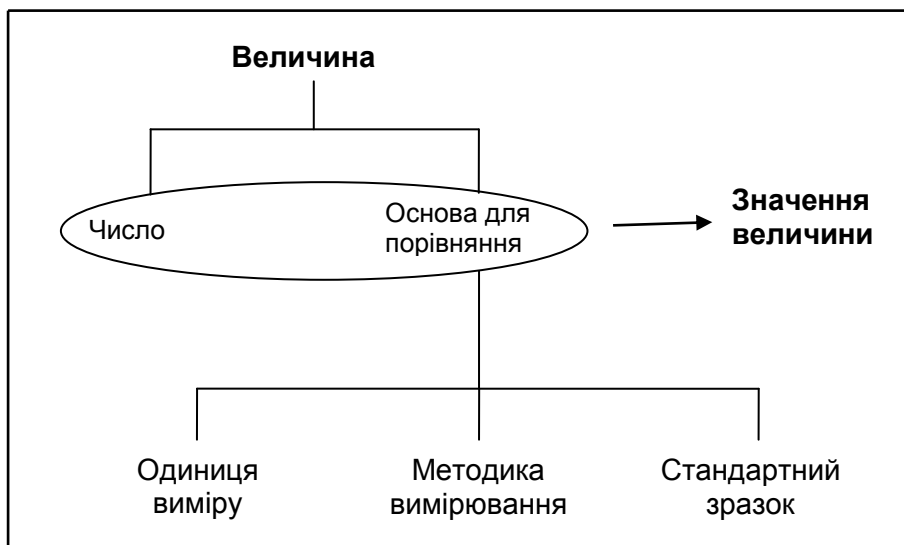 Величина
Число
Основа для
порівняння
Значення
величини
Одиниця
виміру
Методика
вимірювання
Стандартний
зразок